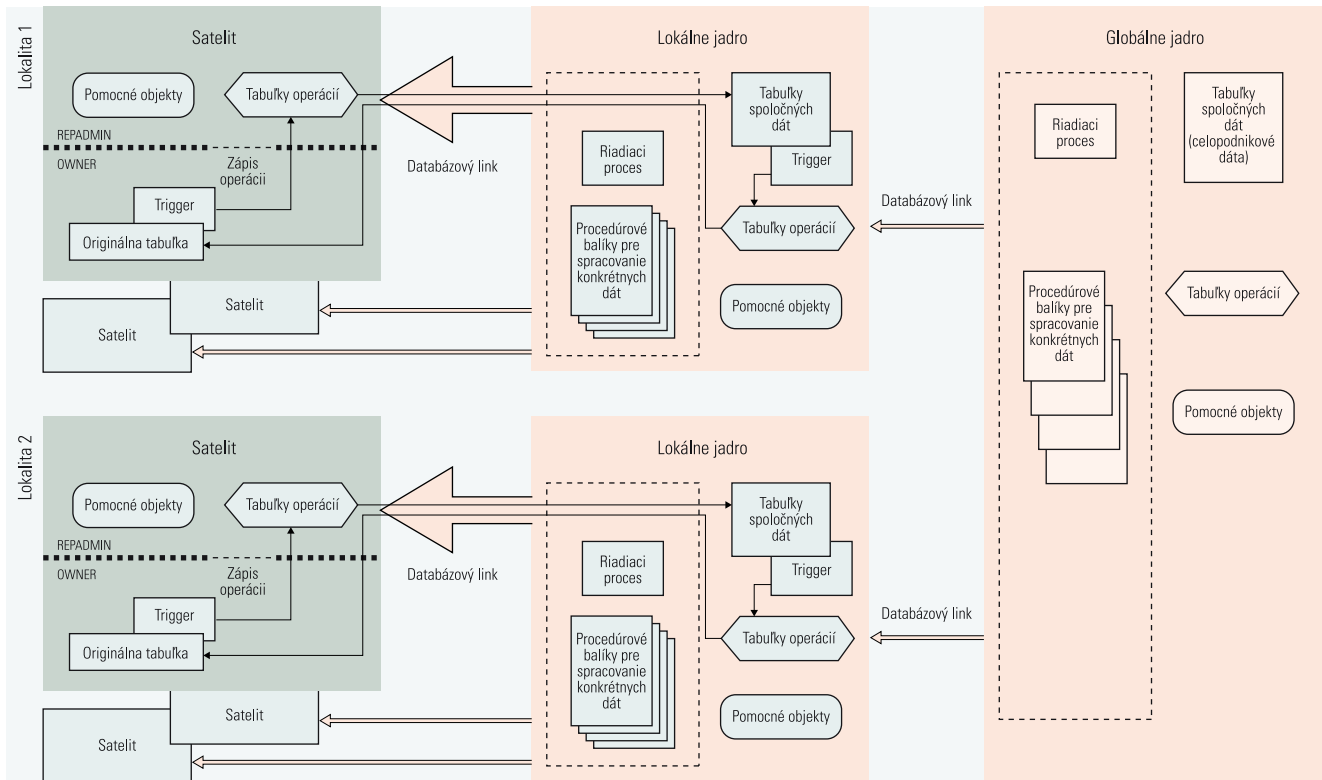 Lokalita 1
Satelit
Pomocné objekty
Tabuľky operácií
REPADMIN
OWNER
Zápis
operácii
Trigger
Originálna tabuľka
Satelit
Satelit
Databázový link
Lokálne jadro
Riadiaci
proces
Procedúrové
balíky pre
spracovanie
konkrétnych
dát
Tabuľky
spoločných
dát
Trigger
Tabuľky operácií
Pomocné objekty
Databázový link
Globálne jadro
Riadiaci
proces
Procedúrové
balíky pre
spracovanie
konkrétnych
dát
Tabuľky
spoločných
dát
(celopodnikové
dáta)
Tabuľky operácií
Pomocné objekty
Lokalita 2
Satelit
Pomocné objekty
Tabuľky operácií
REPADMIN
OWNER
Zápis
operácii
Trigger
Originálna tabuľka
Satelit
Satelit
Databázový link
Lokálne jadro
Riadiaci
proces
Procedúrové
balíky pre
spracovanie
konkrétnych
dát
Tabuľky
spoločných
dát
Trigger
Tabuľky operácií
Pomocné objekty
Databázový link